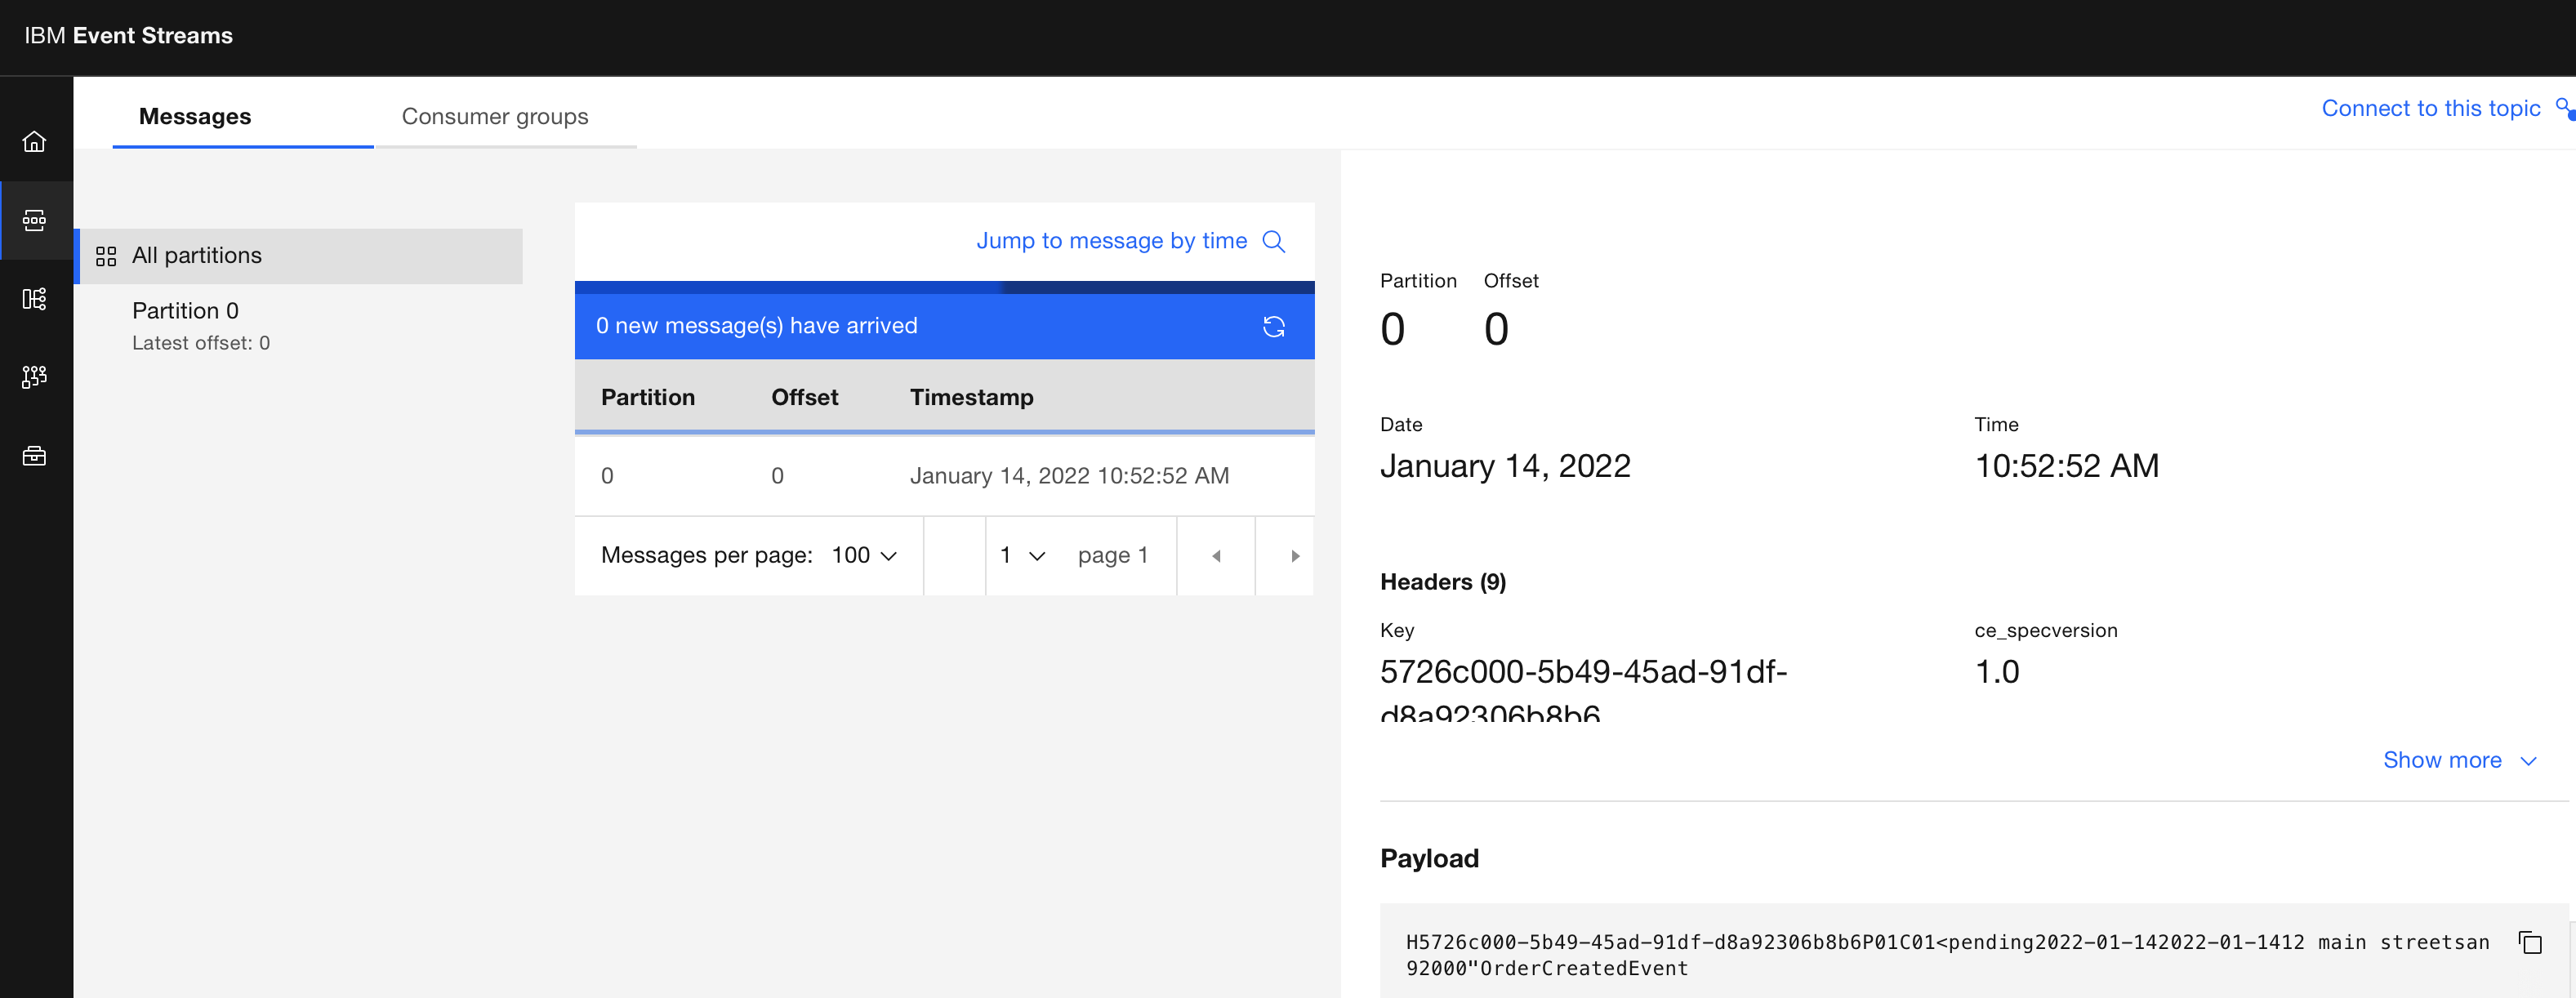 IBM Event Streams
Messages
Consumer groups
Connect to this topic
All partitions
Partition 0
Latest offset: 0
Jump to message by time
0 new message(s) have arrived
Partition Offset Timestamp
0 0 January 14, 2022 10:52:52 AM
Messages per page: 100 1 page 1
Partition Offset
0 0
Date Time
January 14, 2022 10:52:52 AM
Headers (9)
Key ce_specversion
5726c000-5b49-45ad-91df- 1.0
d8a92306b8b6
Show more
Payload
H5726c000-5b49-45ad-91df-d8a92306b8b6P01C01<pending2022-01-142022-01-1412 main streetsan
92000"OrderCreatedEvent